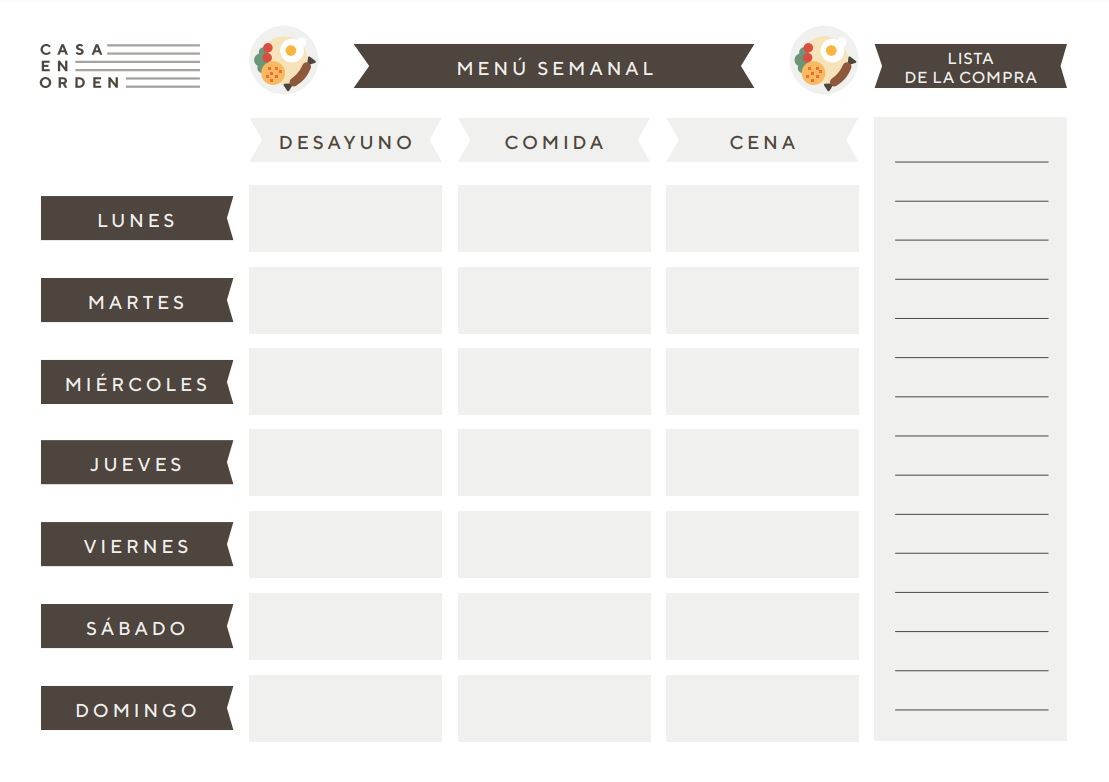 CASA
EN
ORDEN
MENÚ SEMANAL
LISTA
DE LA COMPRA
DESAYUNO
COMIDA
CENA
LUNES
MARTES
MIÉRCOLES
JUEVES
VIERNES
SÁBADO
DOMINGO